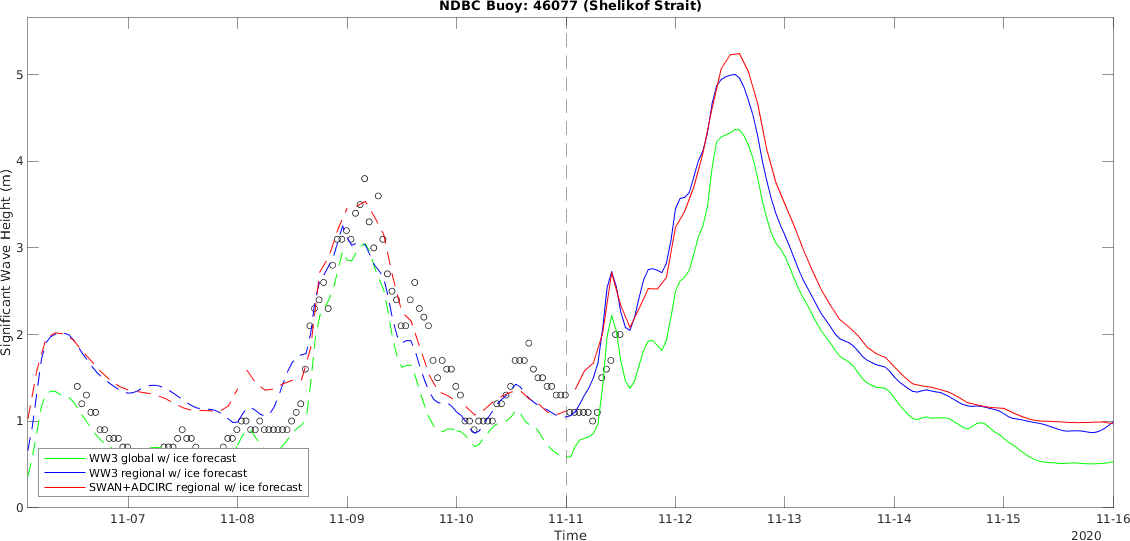 NDBC Buoy: 46077 (Shelikof Strait)
Significant Wave Height (m)
5
4
3
2
1
0
WW3 global w/ ice forecast
WW3 regional w/ ice forecast
SWAN+ADCIRC regional w/ ice forecast
11-07 11-08 11-09 11-10 11-11 11-12 11-13 11-14 11-15 11-16
Time
2020